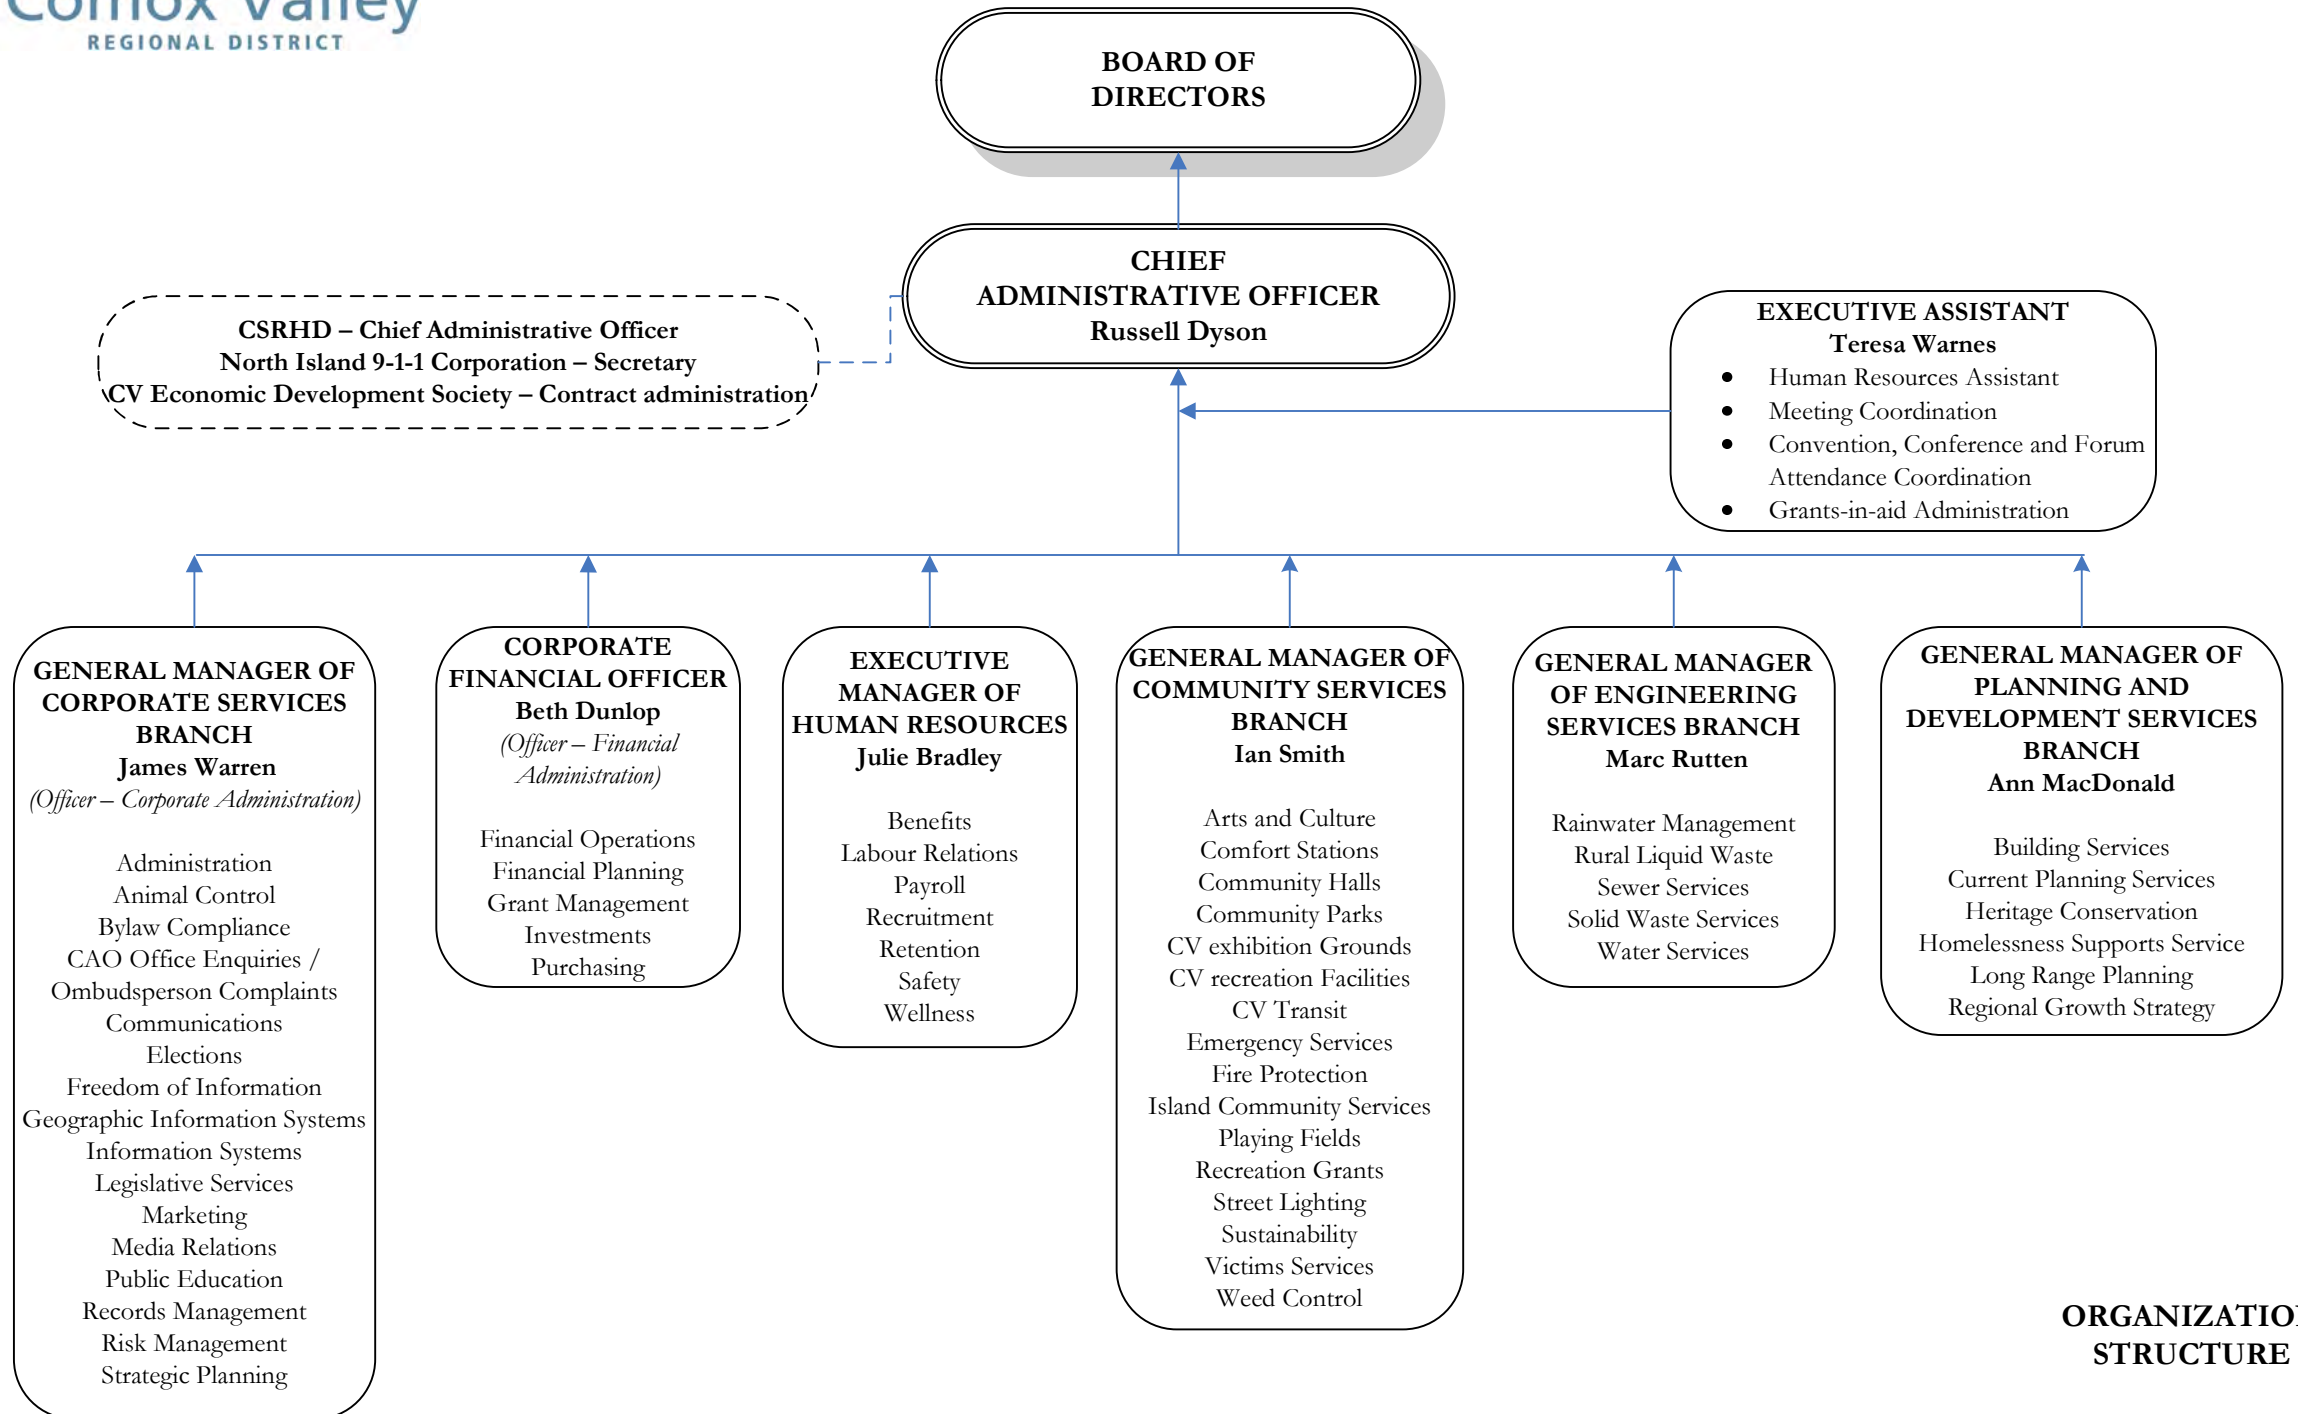 Comox Valley
REGIONAL DISTRICT
BOARD OF
DIRECTORS
CHIEF
ADMINISTRATIVE OFFICER
Russell Dyson
CSRHD – Chief Administrative Officer
North Island 9-1-1 Corporation – Secretary
CV Economic Development Society – Contract administration
EXECUTIVE ASSISTANT
Teresa Warnes
• Human Resources Assistant
• Meeting Coordination
• Convention, Conference and Forum
Attendance Coordination
• Grants-in-aid Administration
GENERAL MANAGER OF
CORPORATE SERVICES
BRANCH
James Warren
(Officer – Corporate Administration)
Administration
Animal Control
Bylaw Compliance
CAO Office Enquiries /
Ombudsperson Complaints
Communications
Elections
Freedom of Information
Geographic Information Systems
Information Systems
Legislative Services
Marketing
Media Relations
Public Education
Records Management
Risk Management
Strategic Planning
CORPORATE
FINANCIAL OFFICER
Beth Dunlop
(Officer – Financial
Administration)
Financial Operations
Financial Planning
Grant Management
Investments
Purchasing
EXECUTIVE
MANAGER OF
HUMAN RESOURCES
Julie Bradley
Benefits
Labour Relations
Payroll
Recruitment
Retention
Safety
Wellness
GENERAL MANAGER OF
COMMUNITY SERVICES
BRANCH
Ian Smith
Arts and Culture
Comfort Stations
Community Halls
Community Parks
CV exhibition Grounds
CV recreation Facilities
CV Transit
Emergency Services
Fire Protection
Island Community Services
Playing Fields
Recreation Grants
Street Lighting
Sustainability
Victims Services
Weed Control
GENERAL MANAGER
OF ENGINEERING
SERVICES BRANCH
Marc Rutten
Rainwater Management
Rural Liquid Waste
Sewer Services
Solid Waste Services
Water Services
GENERAL MANAGER OF
PLANNING AND
DEVELOPMENT SERVICES
BRANCH
Ann MacDonald
Building Services
Current Planning Services
Heritage Conservation
Homelessness Supports Service
Long Range Planning
Regional Growth Strategy
ORGANIZATION
STRUCTURE